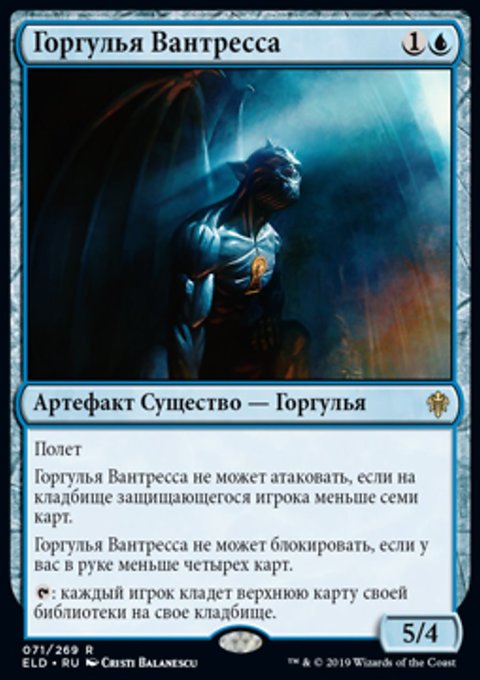 Горгулья Вантресса 1
Артефакт Существо — Горгулья
Полет
Горгулья Вантресса не может атаковать, если на
кладбище защищающегося игрока меньше семи
карт.
Горгулья Вантресса не может блокировать, если у
вас в руке меньше четырех карт.
: каждый игрок кладет верхнюю карту своей
библиотеки на свое кладбище.
5/4
071/269 R
ELD • RU Cristi Balanescu
™ & © 2019 Wizards of the Coast